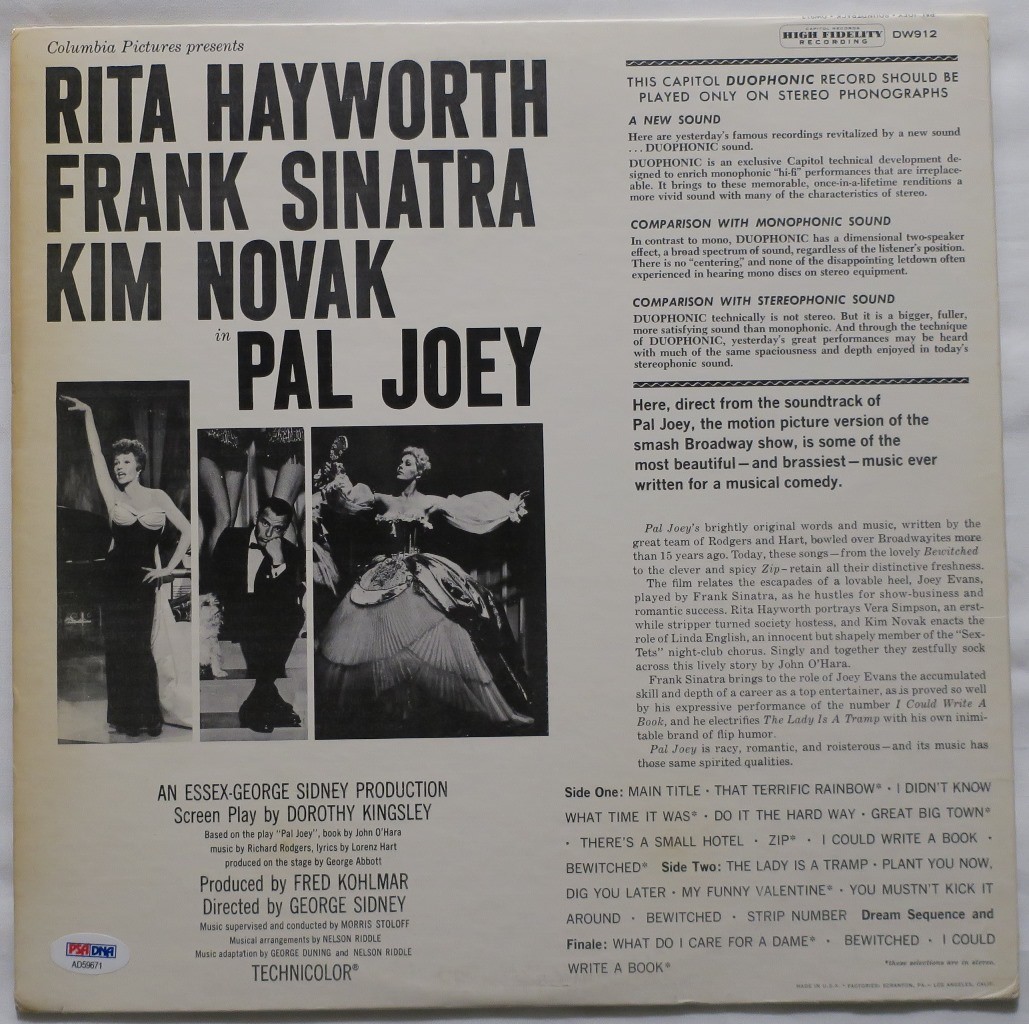 Columbia Pictures presents
RITA HAYWORTH
FRANK SINATRA
KIM NOVAK
in
PAL JOEY
AN ESSEX-GEORGE SIDNEY PRODUCTION
Screen Play by DOROTHY KINGSLEY
Based on the play "Pal Joey", book by John O'Hara
music by Richard Rodgers, lyrics by Lorenz Hart
produced on the stage by George Abbott
Produced by FRED KOHLMAR
Directed by GEORGE SIDNEY
Music supervised and conducted by MORRIS STOLOFF
Musical arrangements by NELSON RIDDLE
Music adaptation by GEORGE DUNING and NELSON RIDDLE
TECHNICOLOR®
PSA DNA
AD59671
CAPITOL RECORDS
HIGH FIDELITY
RECORDING
DW912
THIS CAPITOL DUOPHONIC RECORD SHOULD BE
PLAYED ONLY ON STEREO PHONOGRAPHS
A NEW SOUND
Here are yesterday's famous recordings revitalized by a new sound
. . . DUOPHONIC sound.
DUOPHONIC is an exclusive Capitol technical development de-
signed to enrich monophonic "hi-fi" performances that are irreplace-
able. It brings to these memorable, once-in-a-lifetime renditions a
more vivid sound with many of the characteristics of stereo.
COMPARISON WITH MONOPHONIC SOUND
In contrast to mono, DUOPHONIC has a dimensional two-speaker
effect, a broad spectrum of sound, regardless of the listener's position.
There is no "centering," and none of the disappointing letdown often
experienced in hearing mono discs on stereo equipment.
COMPARISON WITH STEREOPHONIC SOUND
DUOPHONIC technically is not stereo. But it is a bigger, fuller,
more satisfying sound than monophonic. And through the technique
of DUOPHONIC, yesterday's great performances may be heard
with much of the same spaciousness and depth enjoyed in today's
stereophonic sound.
Here, direct from the soundtrack of
Pal Joey, the motion picture version of the
smash Broadway show, is some of the
most beautiful—and brassiest—music ever
written for a musical comedy.
Pal Joey's brightly original words and music, written by the
great team of Rodgers and Hart, bowled over Broadwayites more
than 15 years ago. Today, these songs—from the lovely Bewitched
to the clever and spicy Zip—retain all their distinctive freshness.
The film relates the escapades of a lovable heel, Joey Evans,
played by Frank Sinatra, as he hustles for show-business and
romantic success. Rita Hayworth portrays Vera Simpson, an erst-
while stripper turned society hostess, and Kim Novak enacts the
role of Linda English, an innocent but shapely member of the "Sex-
Tets" night-club chorus. Singly and together they zestfully sock
across this lively story by John O'Hara.
Frank Sinatra brings to the role of Joey Evans the accumulated
skill and depth of a career as a top entertainer, as is proved so well
by his expressive performance of the number I Could Write A
Book, and he electrifies The Lady Is A Tramp with his own inimi-
table brand of flip humor.
Pal Joey is racy, romantic, and roisterous—and its music has
those same spirited qualities.
Side One: MAIN TITLE · THAT TERRIFIC RAINBOW* · I DIDN'T KNOW
WHAT TIME IT WAS* · DO IT THE HARD WAY · GREAT BIG TOWN*
· THERE'S A SMALL HOTEL · ZIP* · I COULD WRITE A BOOK ·
BEWITCHED* Side Two: THE LADY IS A TRAMP · PLANT YOU NOW,
DIG YOU LATER · MY FUNNY VALENTINE* · YOU MUSTN'T KICK IT
AROUND · BEWITCHED · STRIP NUMBER Dream Sequence and
Finale: WHAT DO I CARE FOR A DAME* · BEWITCHED · I COULD
WRITE A BOOK*
*these selections are in stereo.
MADE IN U.S.A. FACTORIES: SCRANTON, PA. LOS ANGELES, CALIF.